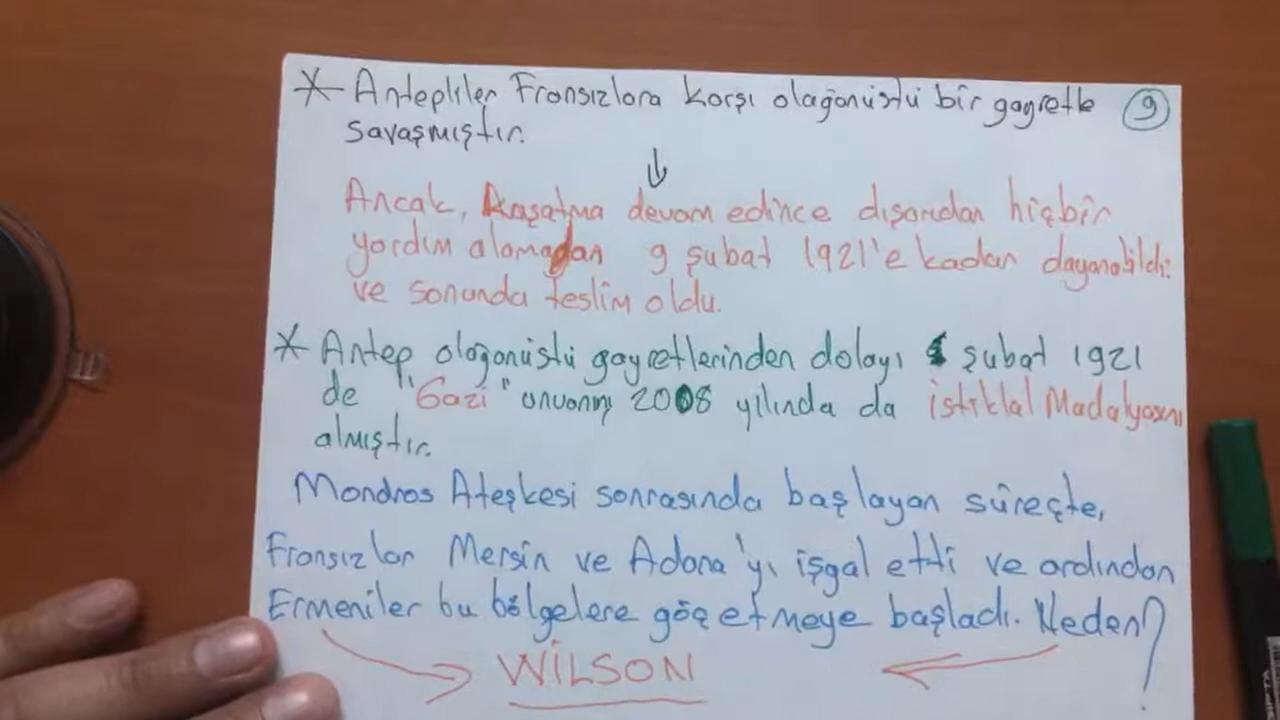 * Antepliler Fransızlara karşı olağanüstü bir gayretle 9
savaşmıştır.
↓
Ancak, kuşatma devam edince dışarıdan hiçbir
yardım alamadan 9 şubat 1921'e kadar dayanabildi
ve sonunda teslim oldu.
* Antep olağanüstü gayretlerinden dolayı şubat 1921
de "Gazi" unvanını 2008 yılında da istiklal Madalyasını
almıştır.
Mondros Ateşkesi sonrasında başlayan süreçte,
Fransızlar Mersin ve Adana'yı işgal etti ve ardından
Ermeniler bu bölgelere göç etmeye başladı. Neden?
WİLSON